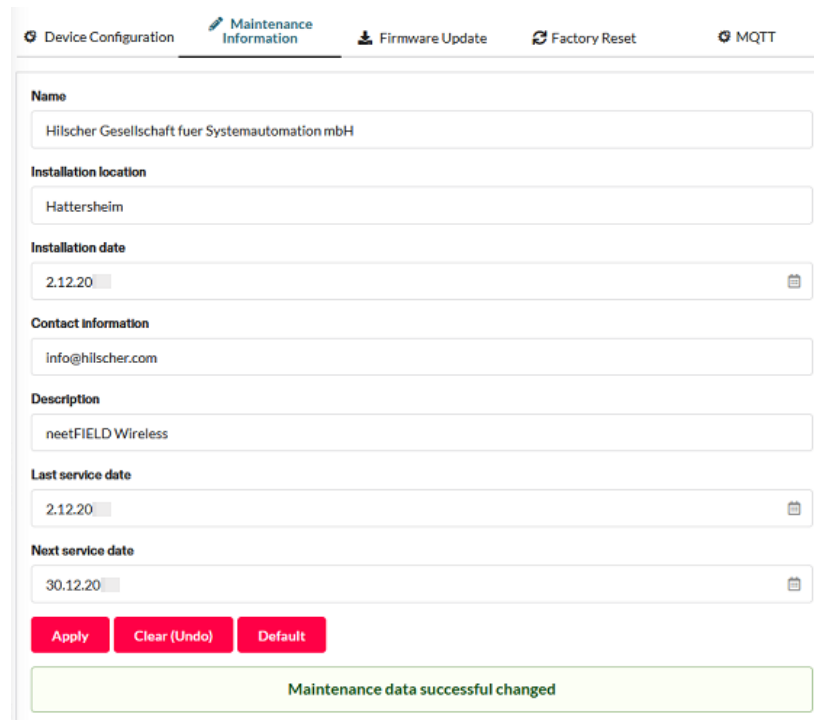 Device Configuration
Maintenance
Information
Firmware Update
Factory Reset
MQTT
Name
Hilscher Gesellschaft fuer Systemautomation mbH
Installation location
Hattersheim
Installation date
2.12.20
Contact information
info@hilscher.com
Description
neetFIELD Wireless
Last service date
2.12.20
Next service date
30.12.20
Apply Clear (Undo) Default
Maintenance data successful changed